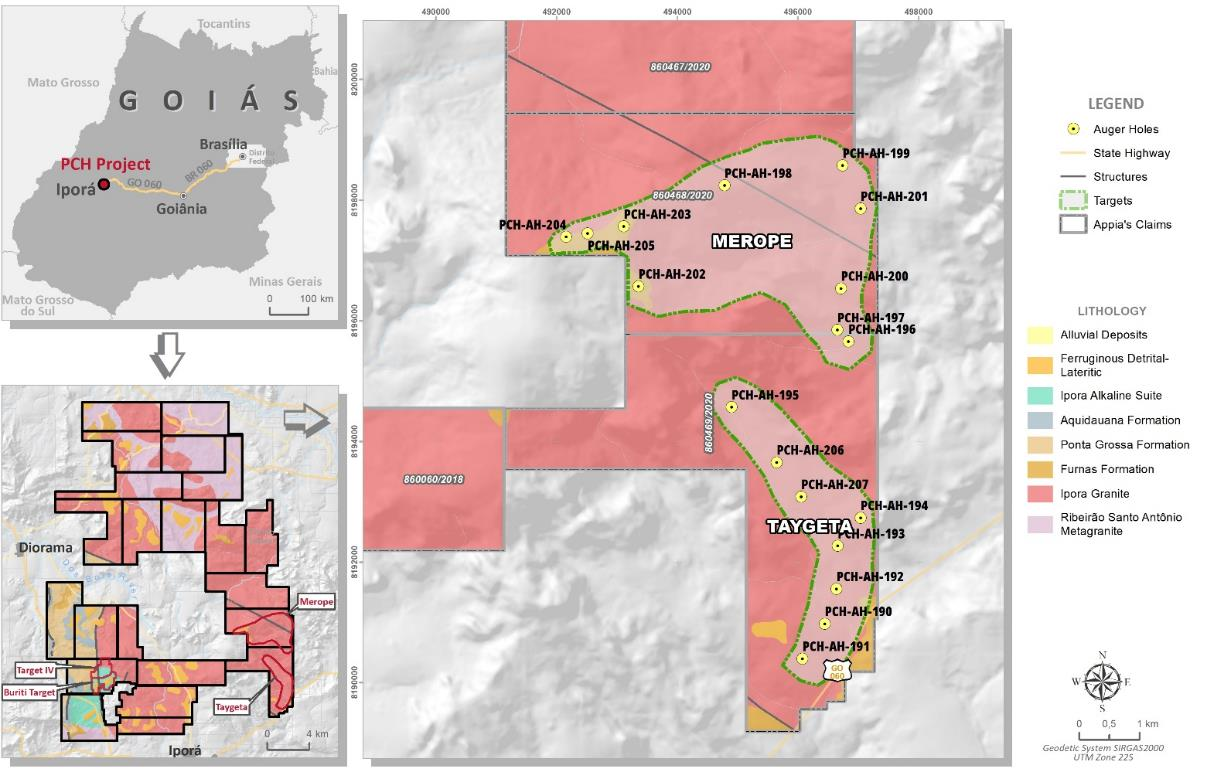 Tocantins
Mato Grosso
Bahia
GOIÁS
Brasília
Distrito
Federal
PCH Project
Iporá
GO 060
BR 060
Goiânia
Minas Gerais
Mato Grosso
do Sul
0 100 km
Diorama
Merope
Target IV
Buriti Target
Taygeta
0 4 km
Iporá
490000 492000 494000 496000 498000
8200000
8198000
8196000
8194000
8192000
8190000
860467/2020
PCH-AH-199
PCH-AH-198
860468/2020
PCH-AH-201
PCH-AH-203
PCH-AH-204
PCH-AH-205
MEROPE
PCH-AH-202
PCH-AH-200
PCH-AH-197
PCH-AH-196
PCH-AH-195
860469/2020
PCH-AH-206
860060/2018
PCH-AH-207
PCH-AH-194
TAYGETA
PCH-AH-193
PCH-AH-192
PCH-AH-190
PCH-AH-191
GO
060
LEGEND
Auger Holes
State Highway
Structures
Targets
Appia's Claims
LITHOLOGY
Alluvial Deposits
Ferruginous Detrital-
Lateritic
Ipora Alkaline Suite
Aquidauana Formation
Ponta Grossa Formation
Furnas Formation
Ipora Granite
Ribeirão Santo Antônio
Metagranite
N
W E
S
0 0,5 1 km
Geodetic System SIRGAS2000
UTM Zone 22S